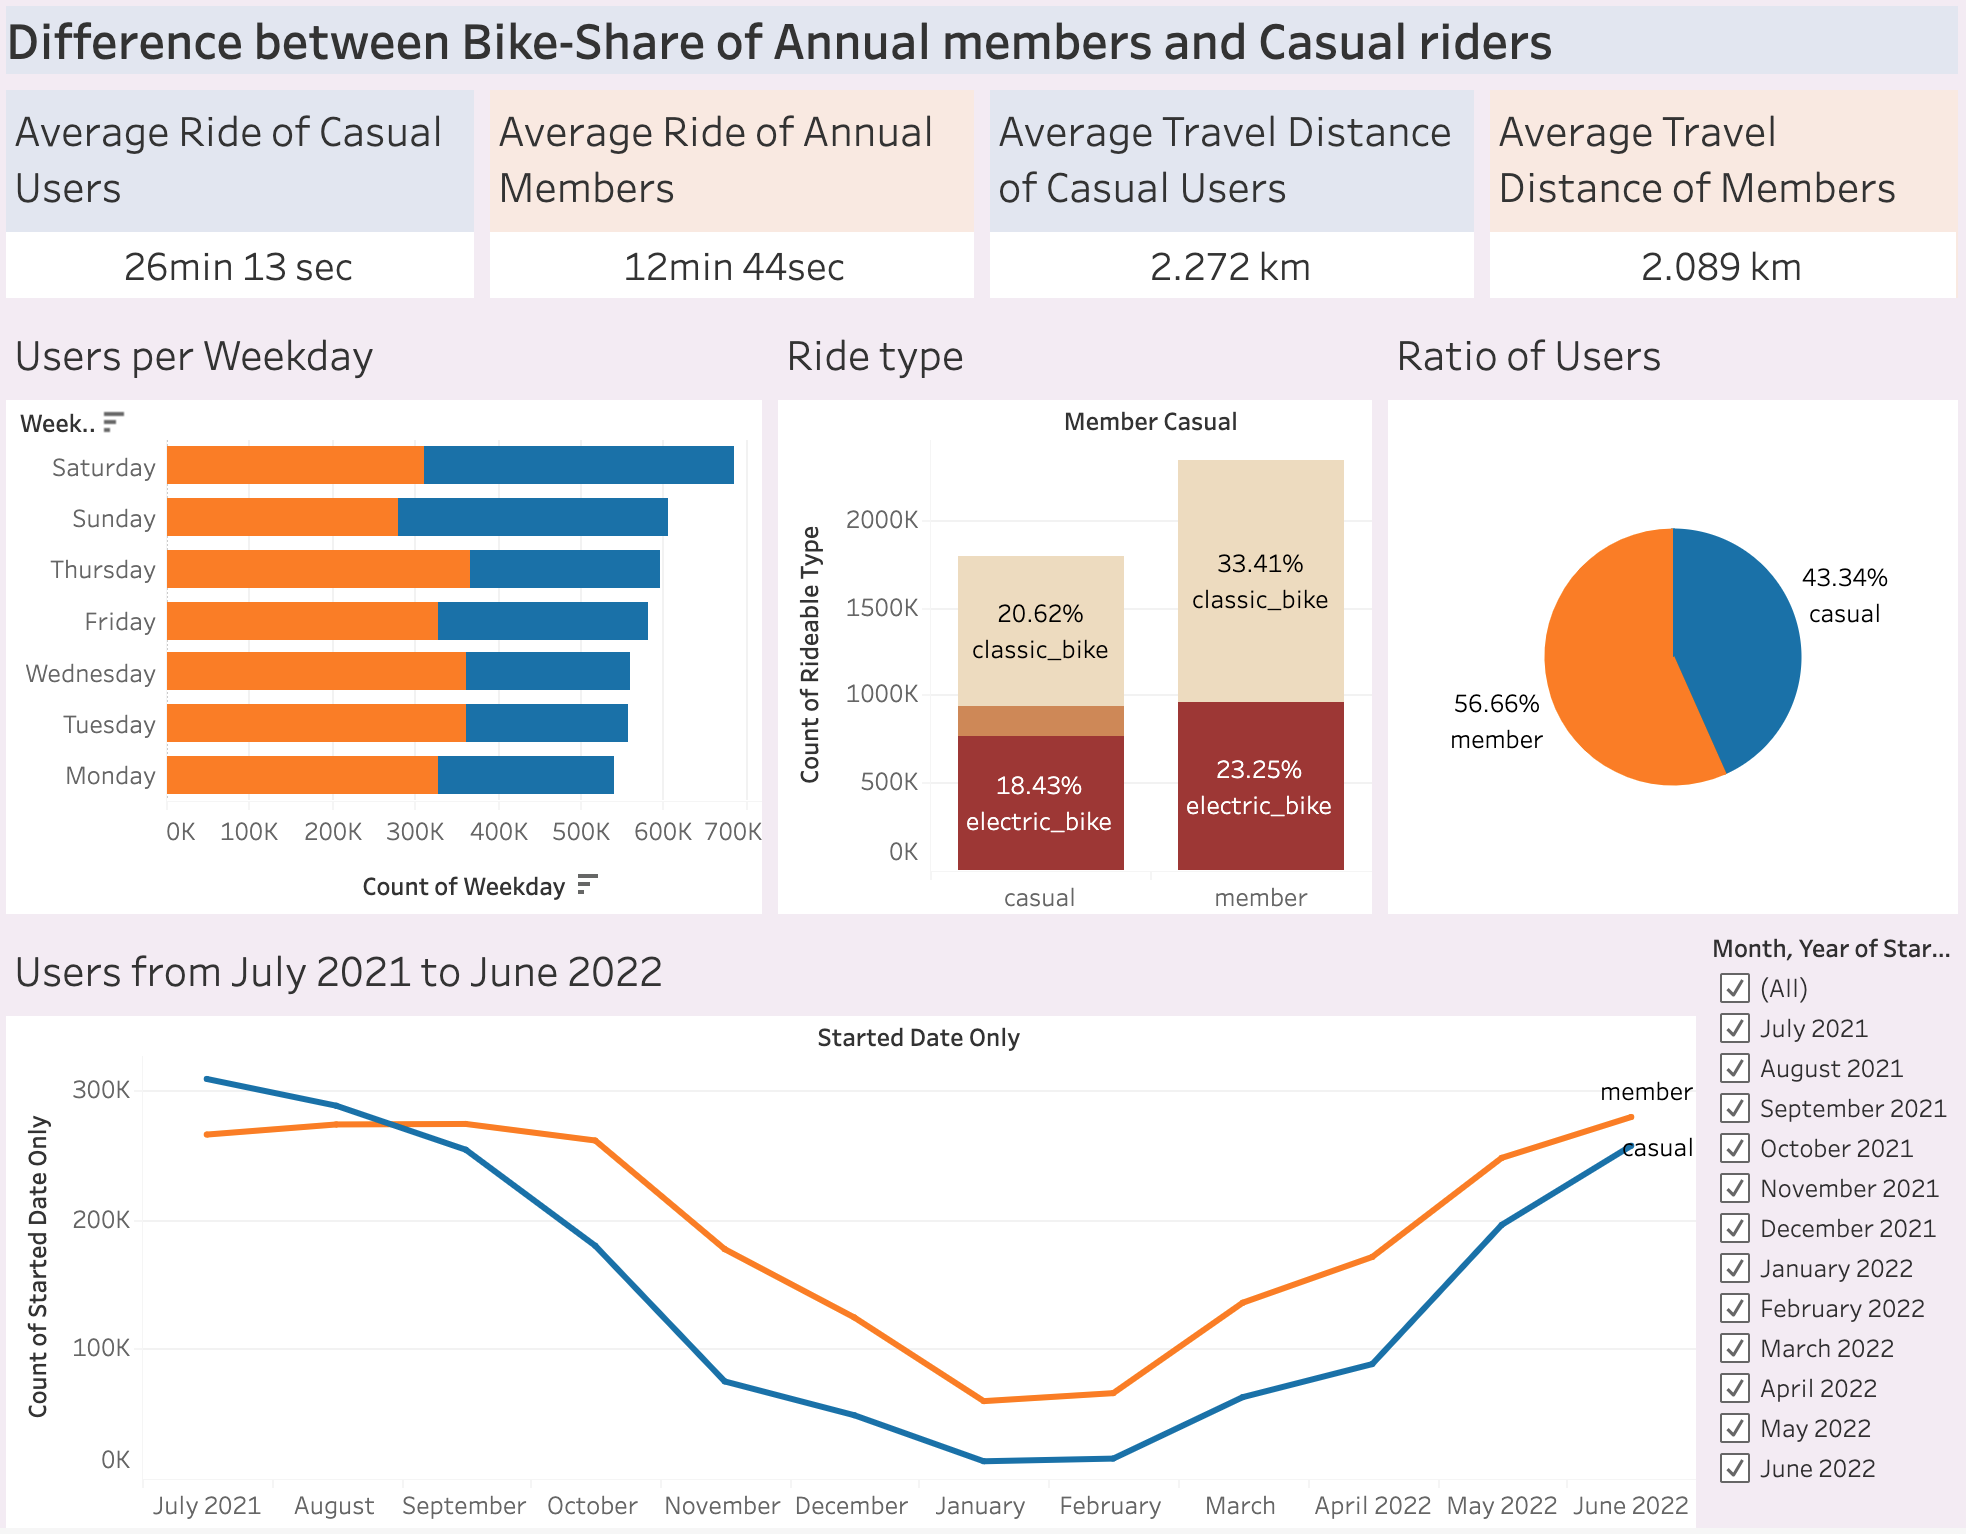 Difference between Bike-Share of Annual members and Casual riders
Average Ride of Casual
Users
26min 13 sec
Average Ride of Annual
Members
12min 44sec
Average Travel Distance
of Casual Users
2.272 km
Average Travel
Distance of Members
2.089 km
Users per Weekday
Week..
Saturday
Sunday
Thursday
Friday
Wednesday
Tuesday
Monday
0K 100K 200K 300K 400K 500K 600K 700K
Count of Weekday
Ride type
Member Casual
Count of Rideable Type
2000K
1500K
1000K
500K
0K
20.62%
classic_bike
18.43%
electric_bike
33.41%
classic_bike
23.25%
electric_bike
casual member
Ratio of Users
43.34%
casual
56.66%
member
Users from July 2021 to June 2022
Started Date Only
Count of Started Date Only
300K
200K
100K
0K
member
casual
July 2021 August September October November December January February March April 2022 May 2022 June 2022
Month, Year of Star...
(All)
July 2021
August 2021
September 2021
October 2021
November 2021
December 2021
January 2022
February 2022
March 2022
April 2022
May 2022
June 2022